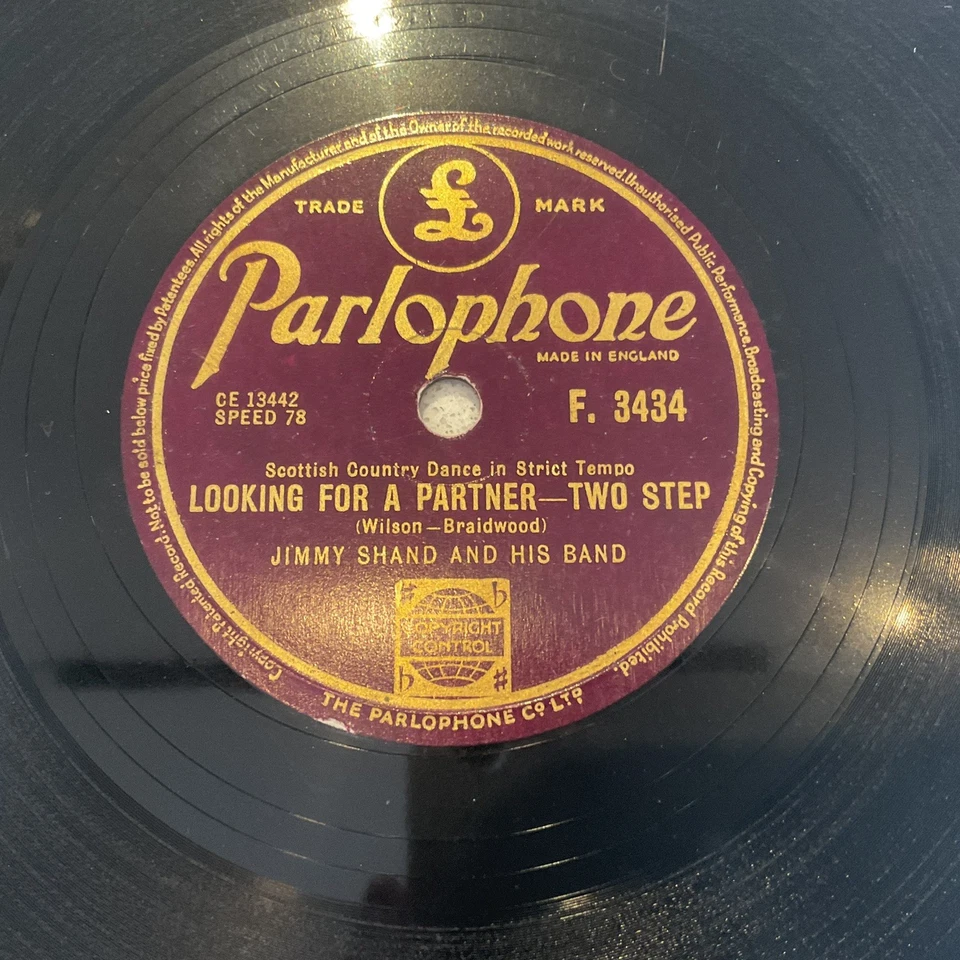 Copyright Patented Record. Not to be sold below price fixed by Patentees. All rights of the Manufacturer and of the Owner of the recorded work reserved. Unauthorised Public Performance. Broadcasting and Copying of this Record Prohibited.
TRADE £ MARK
Parlophone
MADE IN ENGLAND
CE 13442
SPEED 78
F. 3434
Scottish Country Dance in Strict Tempo
LOOKING FOR A PARTNER—TWO STEP
(Wilson—Braidwood)
JIMMY SHAND AND HIS BAND
♯ ♭
COPYRIGHT
CONTROL
♭ ♯
THE PARLOPHONE Cº LTD